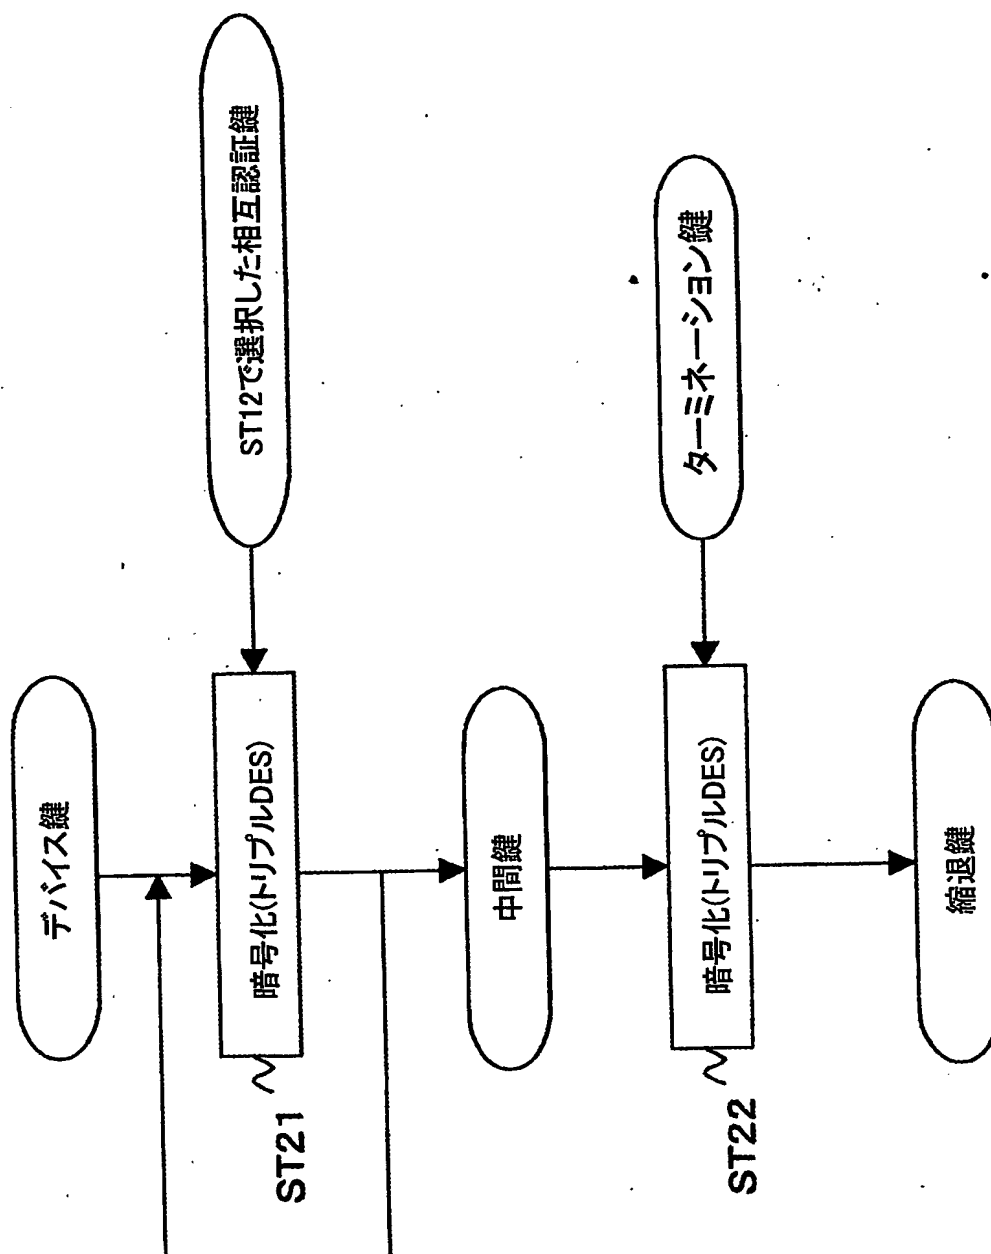 デバイス鍵
ST12で選択した相互認証鍵
暗号化(トリプルDES)
ST21
中間鍵
ターミネーション鍵
暗号化(トリプルDES)
ST22
縮退鍵